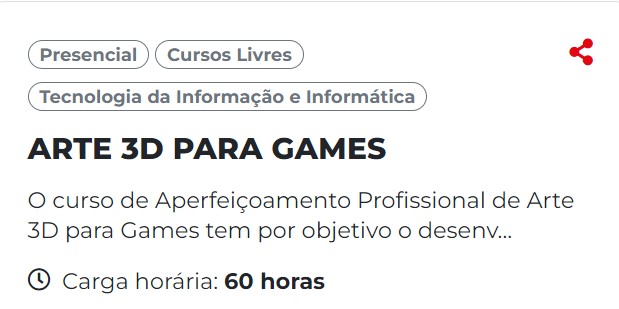 Presencial Cursos Livres
Tecnologia da Informação e Informática
ARTE 3D PARA GAMES
O curso de Aperfeiçoamento Profissional de Arte
3D para Games tem por objetivo o desenv...
Carga horária: 60 horas